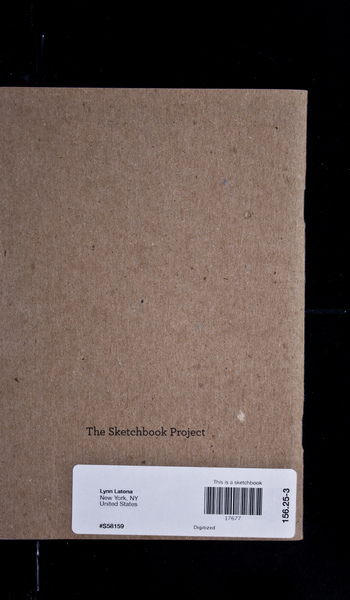 The Sketchbook Project
This is a sketchbook
Lynn Latona
New York, NY
United States
17677
#S58159
Digitized
156.25-3